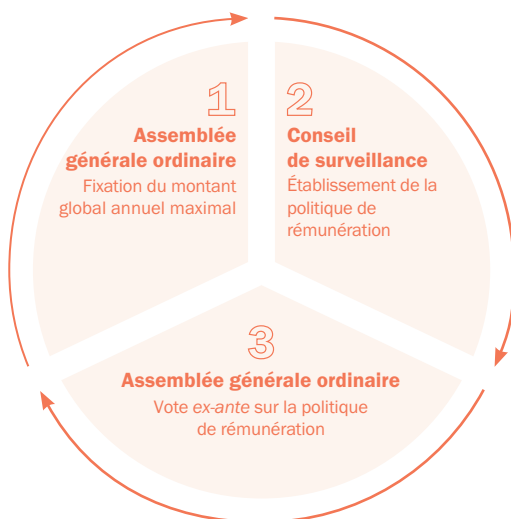 1
Assemblée
générale ordinaire
Fixation du montant
global annuel maximal
2
Conseil
de surveillance
Établissement de la
politique de
rémunération
3
Assemblée générale ordinaire
Vote ex-ante sur la politique
de rémunération